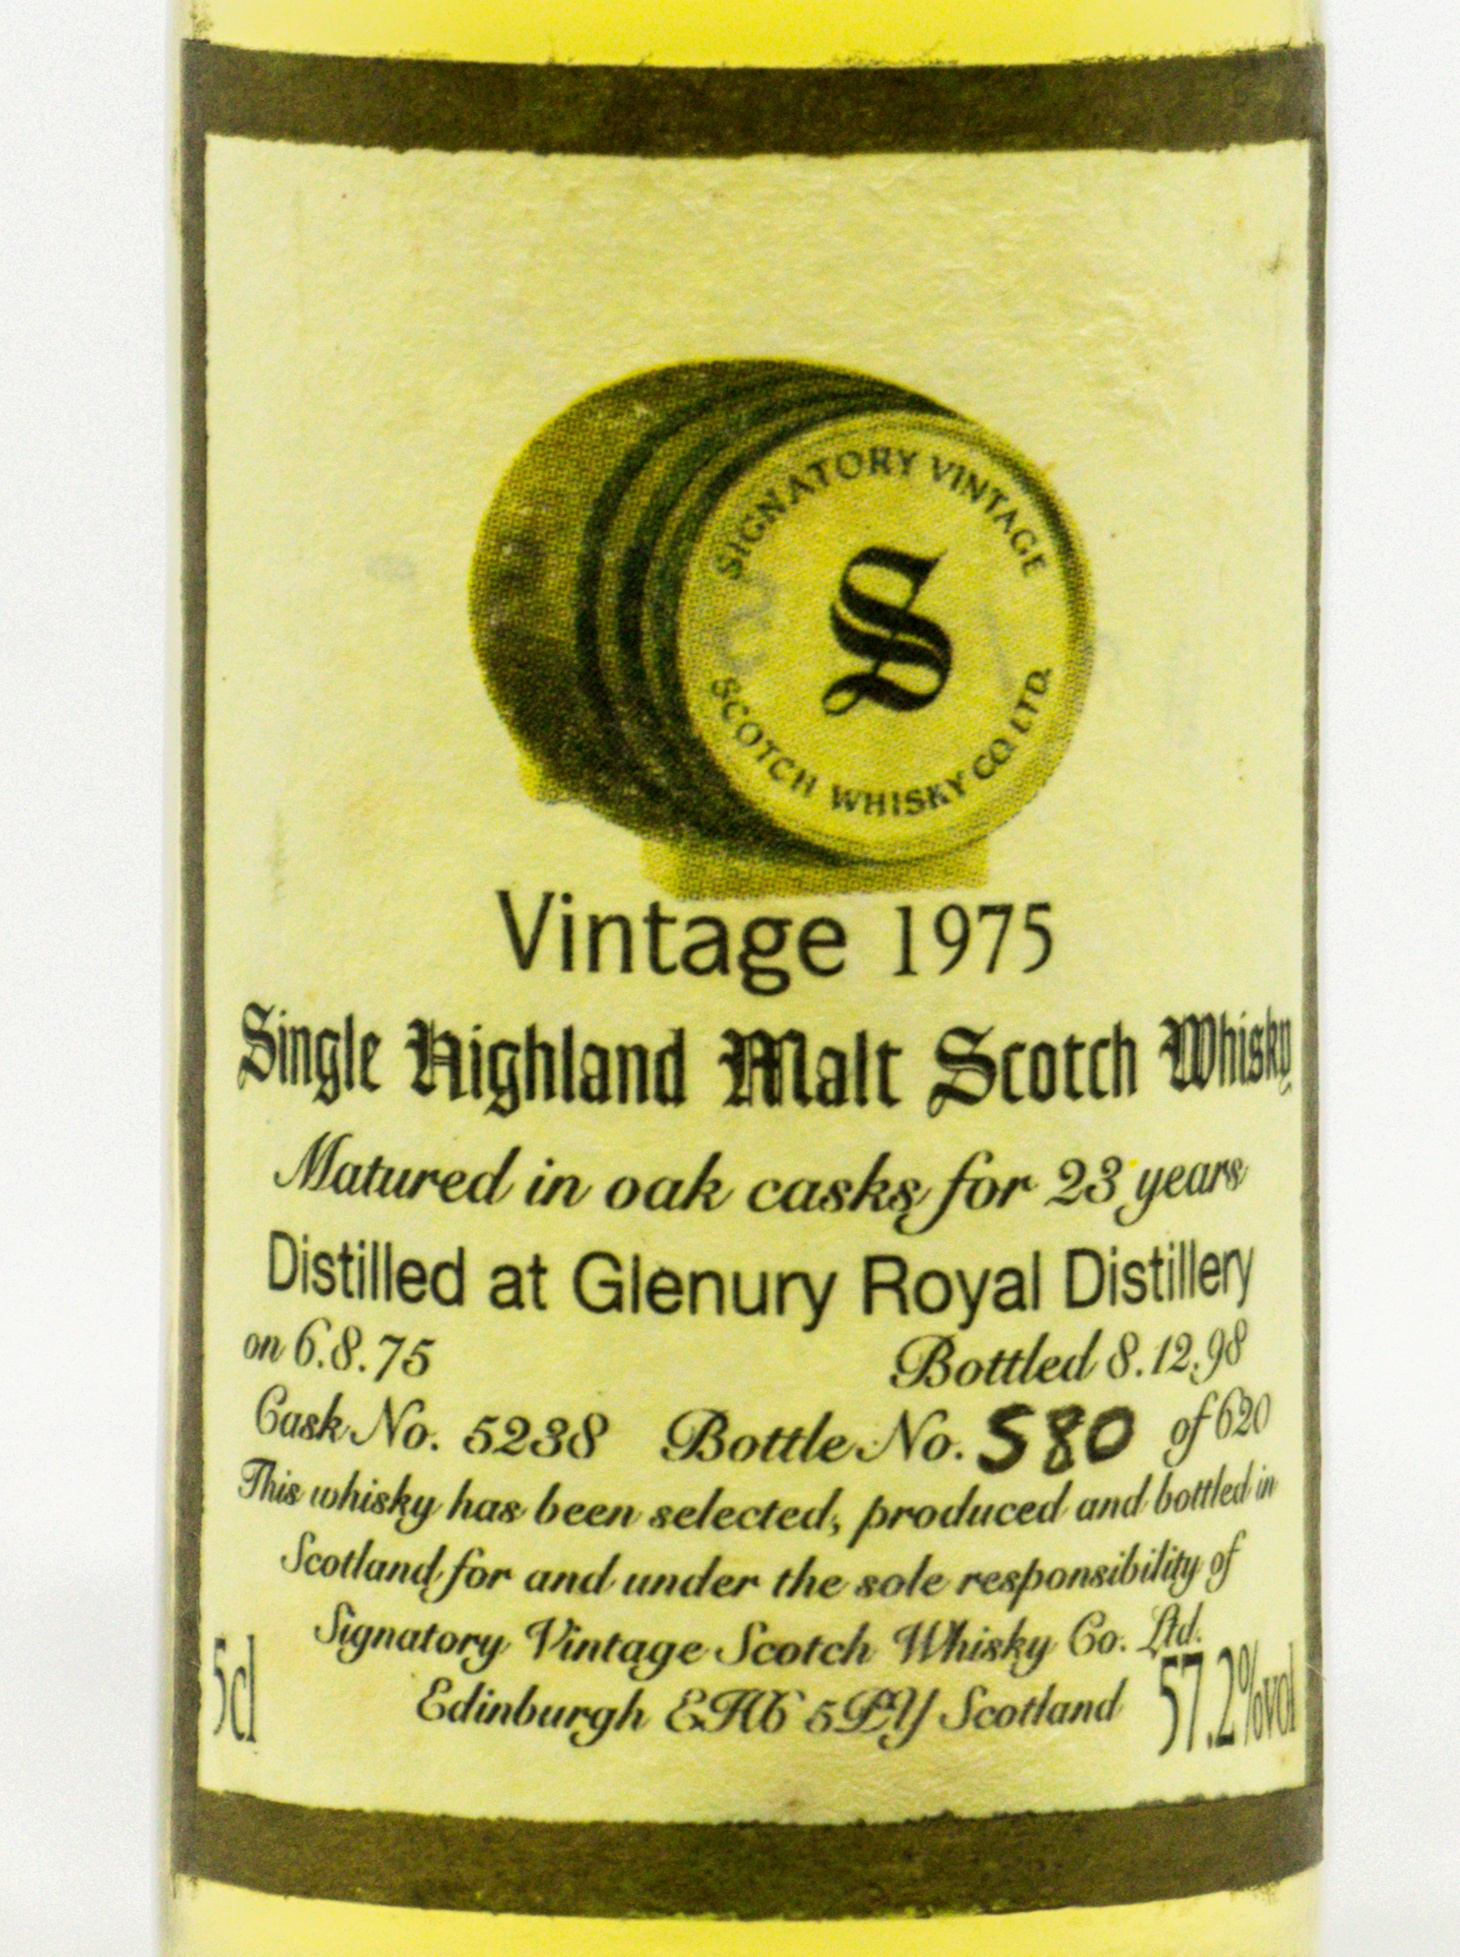 SIGNATORY VINTAGE
S
SCOTCH WHISKY CO. LTD.
Vintage 1975
Single Highland Malt Scotch Whisky
Matured in oak casks for 23 years
Distilled at Glenury Royal Distillery
on 6.8.75 Bottled 8.12.98
Cask No. 5238 Bottle No. 580 of 620
This whisky has been selected, produced and bottled in
Scotland for and under the sole responsibility of
Signatory Vintage Scotch Whisky Co. Ltd.
Edinburgh EH6 5PY Scotland
5cl 57.2%vol